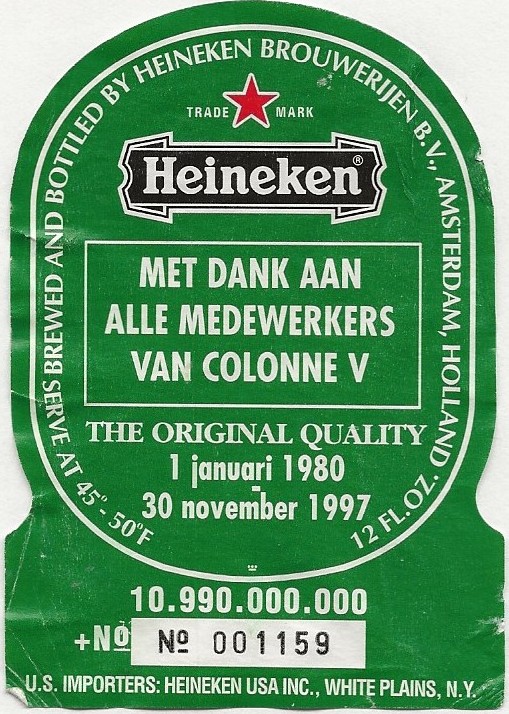 BREWED AND BOTTLED BY HEINEKEN BROUWERIJEN B.V., AMSTERDAM, HOLLAND
TRADE MARK
Heineken®
MET DANK AAN
ALLE MEDEWERKERS
VAN COLONNE V
THE ORIGINAL QUALITY
1 januari 1980
-
30 november 1997
SERVE AT 45° - 50°F
12 FL.OZ.
10.990.000.000
+Nº Nº 001159
U.S. IMPORTERS: HEINEKEN USA INC., WHITE PLAINS, N.Y.